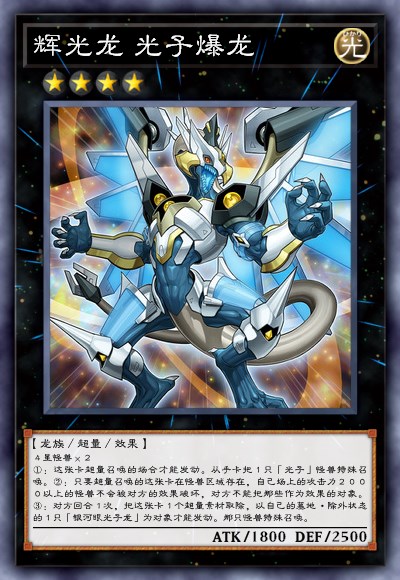 辉光龙 光子爆龙
光
【龙族／超量／效果】
4星怪兽×2
①：这张卡超量召唤的场合才能发动。从手卡把1只「光子」怪兽特殊召
唤。②：只要超量召唤的这张卡在怪兽区域存在，自己场上的攻击力200
0以上的怪兽不会被对方的效果破坏，对方不能把那些作为效果的对象。
③：对方回合1次，把这张卡1个超量素材取除，以自己的墓地·除外状态
的1只「银河眼光子龙」为对象才能发动。那只怪兽特殊召唤。
ATK/1800 DEF/2500